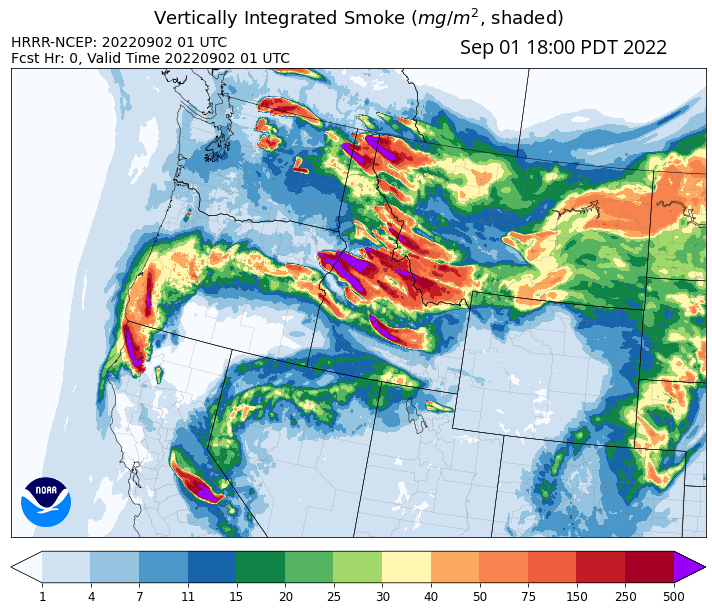 Vertically Integrated Smoke (mg/m², shaded)
HRRR-NCEP: 20220902 01 UTC
Sep 01 18:00 PDT 2022
Fcst Hr: 0, Valid Time 20220902 01 UTC
NOAA
1 4 7 11 15 20 25 30 40 50 75 150 250 500